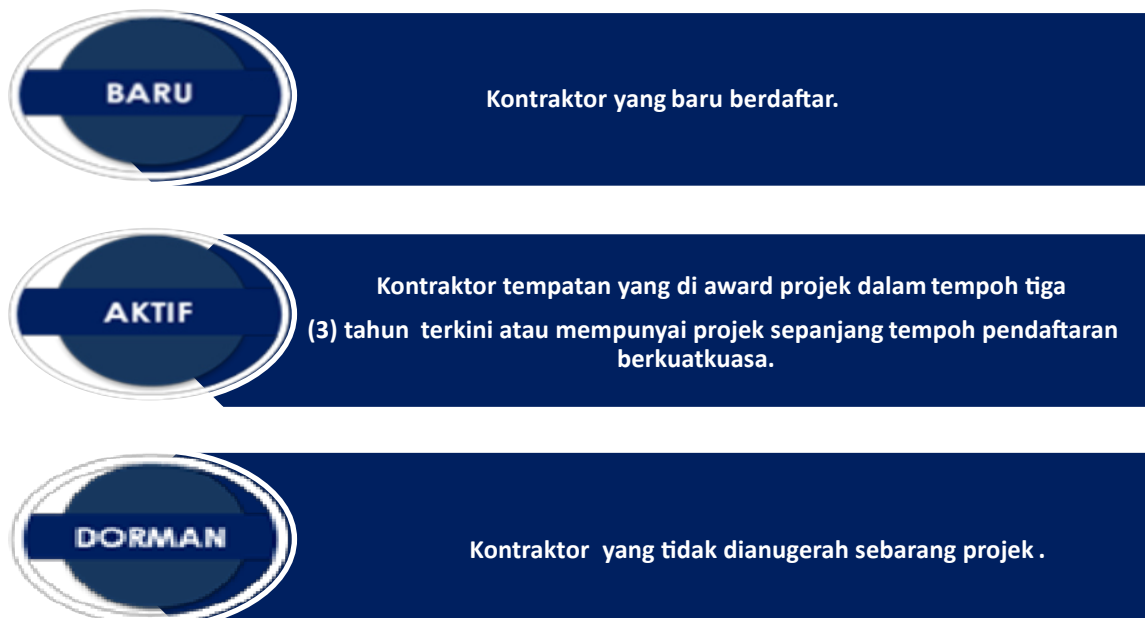 BARU
Kontraktor yang baru berdaftar.
AKTIF
Kontraktor tempatan yang di award projek dalam tempoh tiga
(3) tahun terkini atau mempunyai projek sepanjang tempoh pendaftaran
berkuatkuasa.
DORMAN
Kontraktor yang tidak dianugerah sebarang projek .